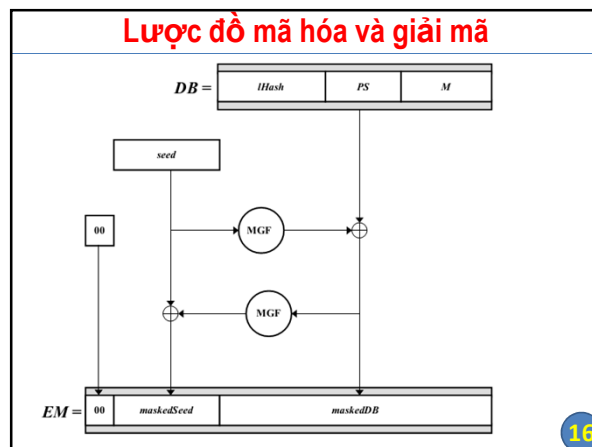 Lược đồ mã hóa và giải mã
DB = lHash PS M
seed
00
MGF
MGF
EM = 00 maskedSeed maskedDB
16